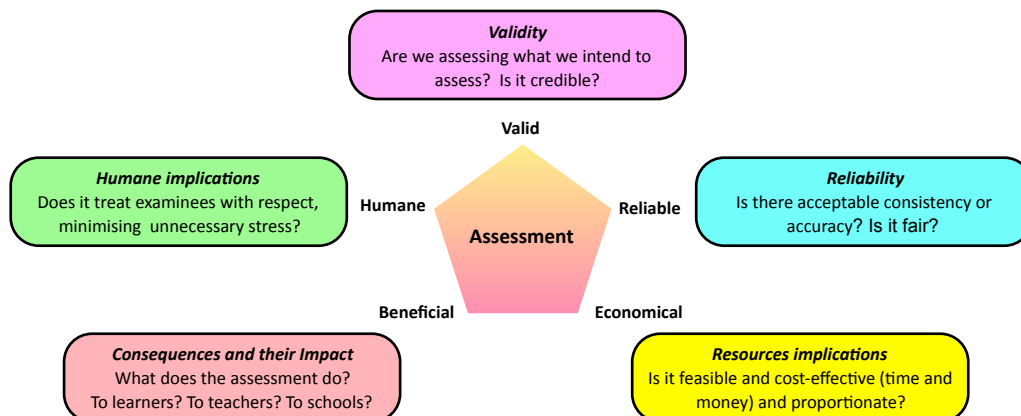 Validity
Are we assessing what we intend to
assess? Is it credible?
Valid
Humane implications
Does it treat examinees with respect,
minimising unnecessary stress?
Humane
Reliable
Reliability
Is there acceptable consistency or
accuracy? Is it fair?
Assessment
Beneficial
Economical
Consequences and their Impact
What does the assessment do?
To learners? To teachers? To schools?
Resources implications
Is it feasible and cost-effective (time and
money) and proportionate?